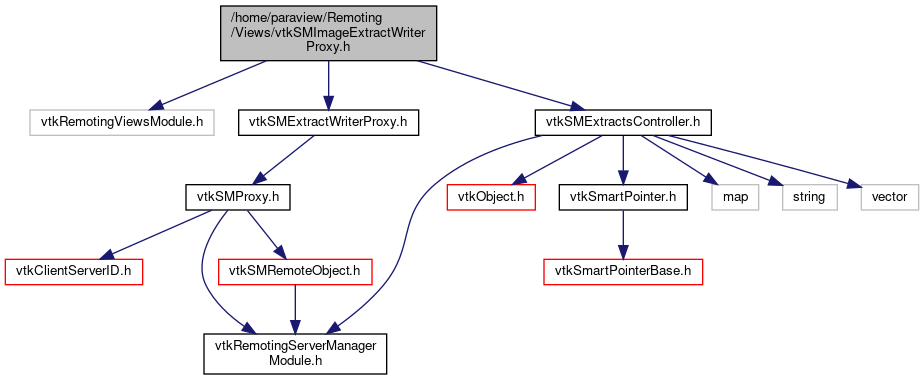 /home/paraview/Remoting
/Views/vtkSMImageExtractWriter
Proxy.h
vtkRemotingViewsModule.h
vtkSMExtractWriterProxy.h
vtkSMExtractsController.h
vtkSMProxy.h
vtkObject.h
vtkSmartPointer.h
map
string
vector
vtkClientServerID.h
vtkSMRemoteObject.h
vtkSmartPointerBase.h
vtkRemotingServerManager
Module.h